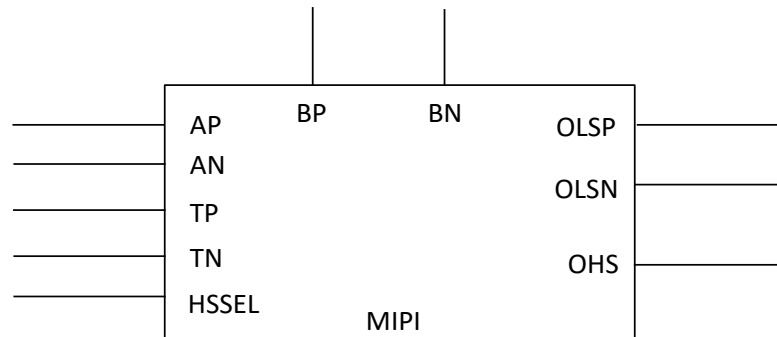 BP BN
AP OLSP
AN
OLSN
TP
TN OHS
HSSEL
MIPI